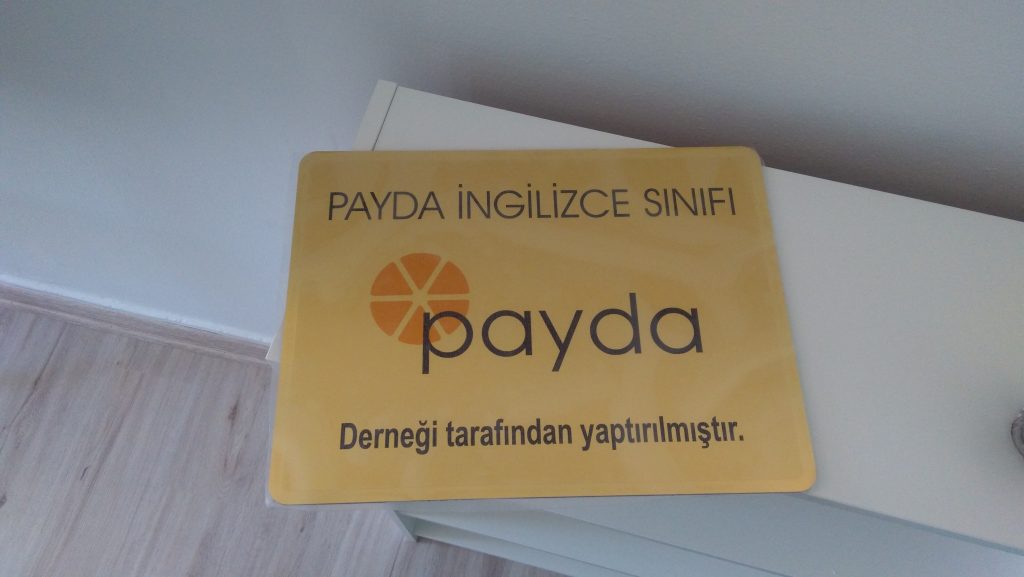 PAYDA İNGİLİZCE SINIFI
payda
Derneği tarafından yaptırılmıştır.